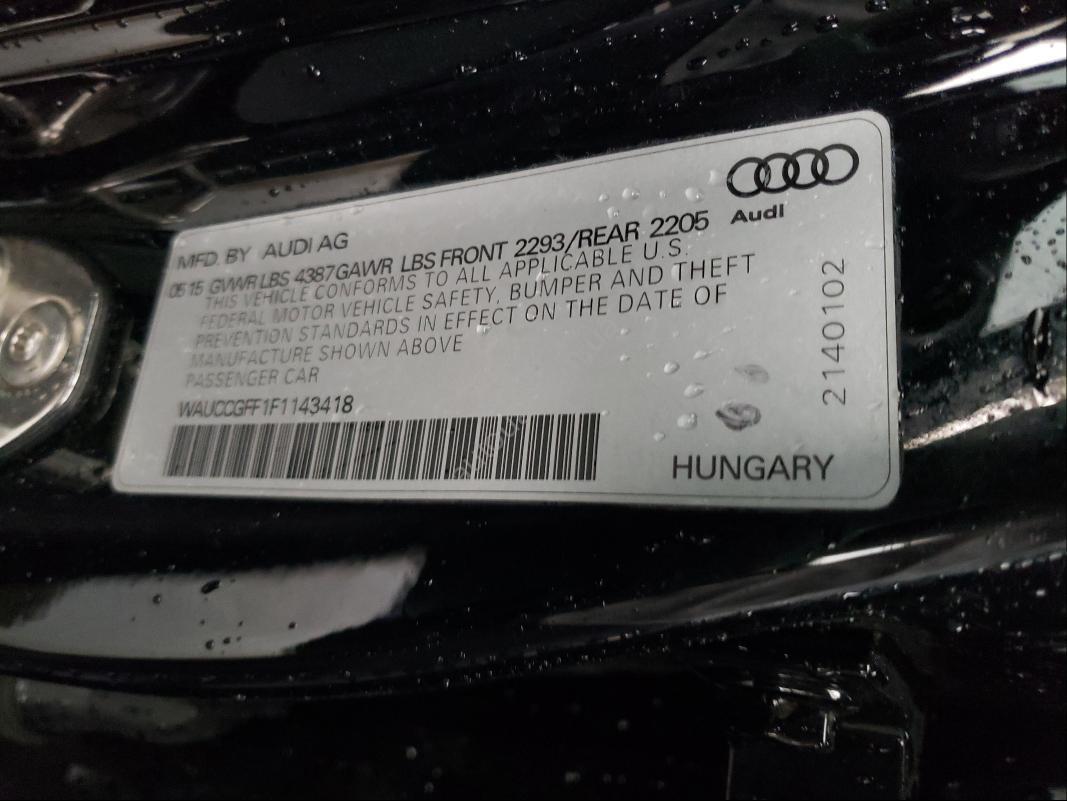 Audi
MFD. BY AUDI AG
0515 GVWR LBS 4387 GAWR LBS FRONT 2293/REAR 2205
THIS VEHICLE CONFORMS TO ALL APPLICABLE U.S.
FEDERAL MOTOR VEHICLE SAFETY, BUMPER AND THEFT
PREVENTION STANDARDS IN EFFECT ON THE DATE OF
MANUFACTURE SHOWN ABOVE
PASSENGER CAR
WAUCCGFF1F1143418
HUNGARY
2140102